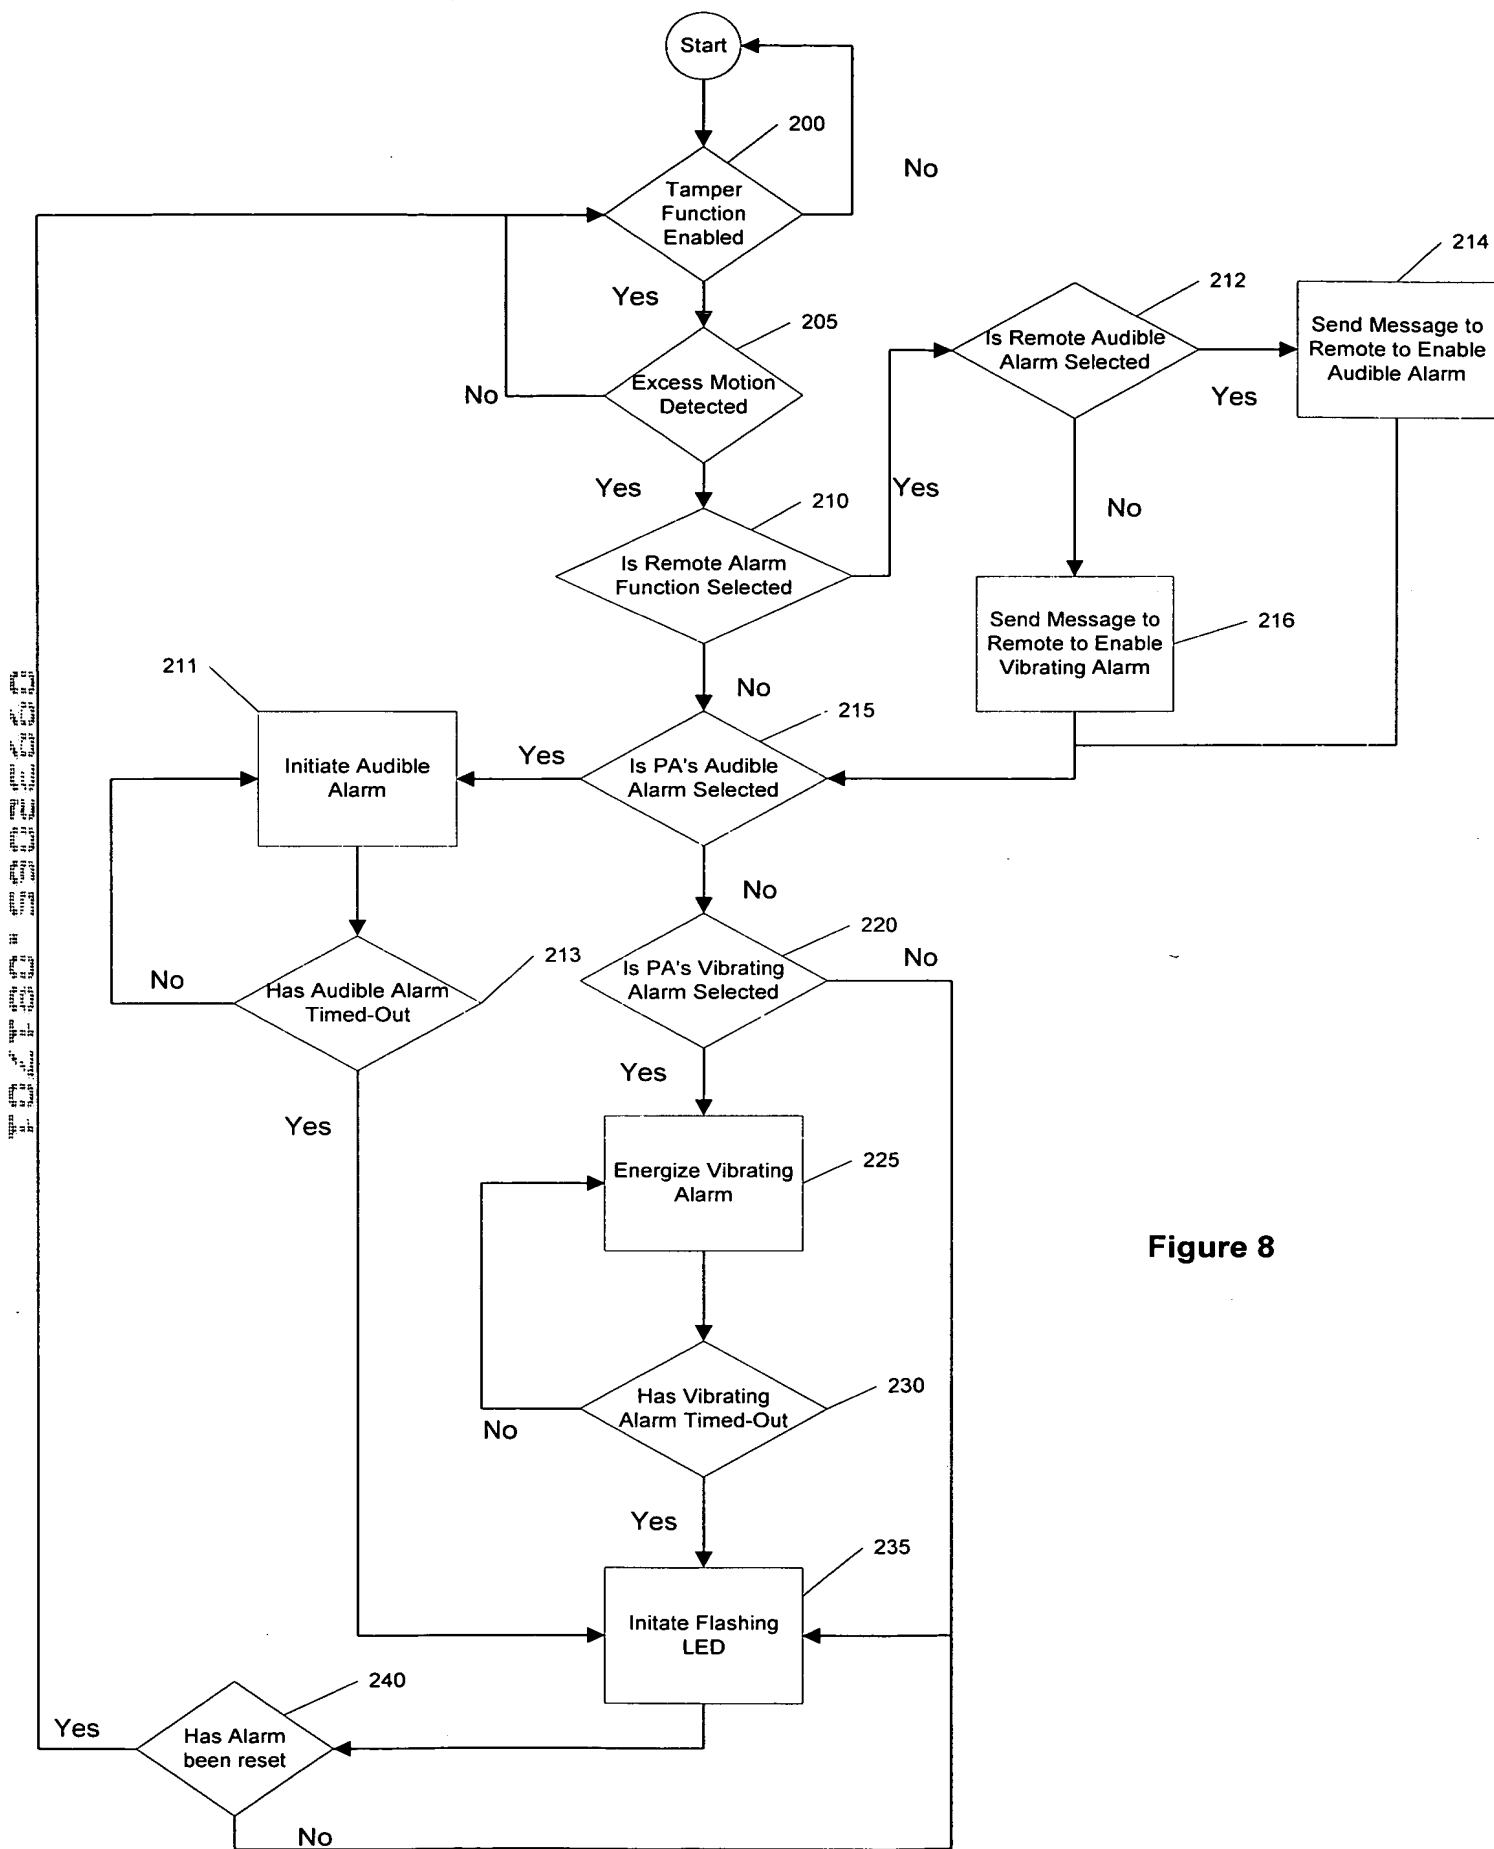 Start
200
No
Tamper
Function
Enabled
Yes
205
Excess Motion
Detected
No
Yes
210
Is Remote Alarm
Function Selected
Yes
212
Is Remote Audible
Alarm Selected
Yes
214
Send Message to
Remote to Enable
Audible Alarm
No
Send Message to
Remote to Enable
Vibrating Alarm
216
No
211
Initiate Audible
Alarm
Yes
215
Is PA's Audible
Alarm Selected
No
213
Has Audible Alarm
Timed-Out
No
Yes
220
Is PA's Vibrating
Alarm Selected
No
Yes
225
Energize Vibrating
Alarm
230
Has Vibrating
Alarm Timed-Out
No
Yes
235
Initate Flashing
LED
240
Has Alarm
been reset
Yes
No
Figure 8